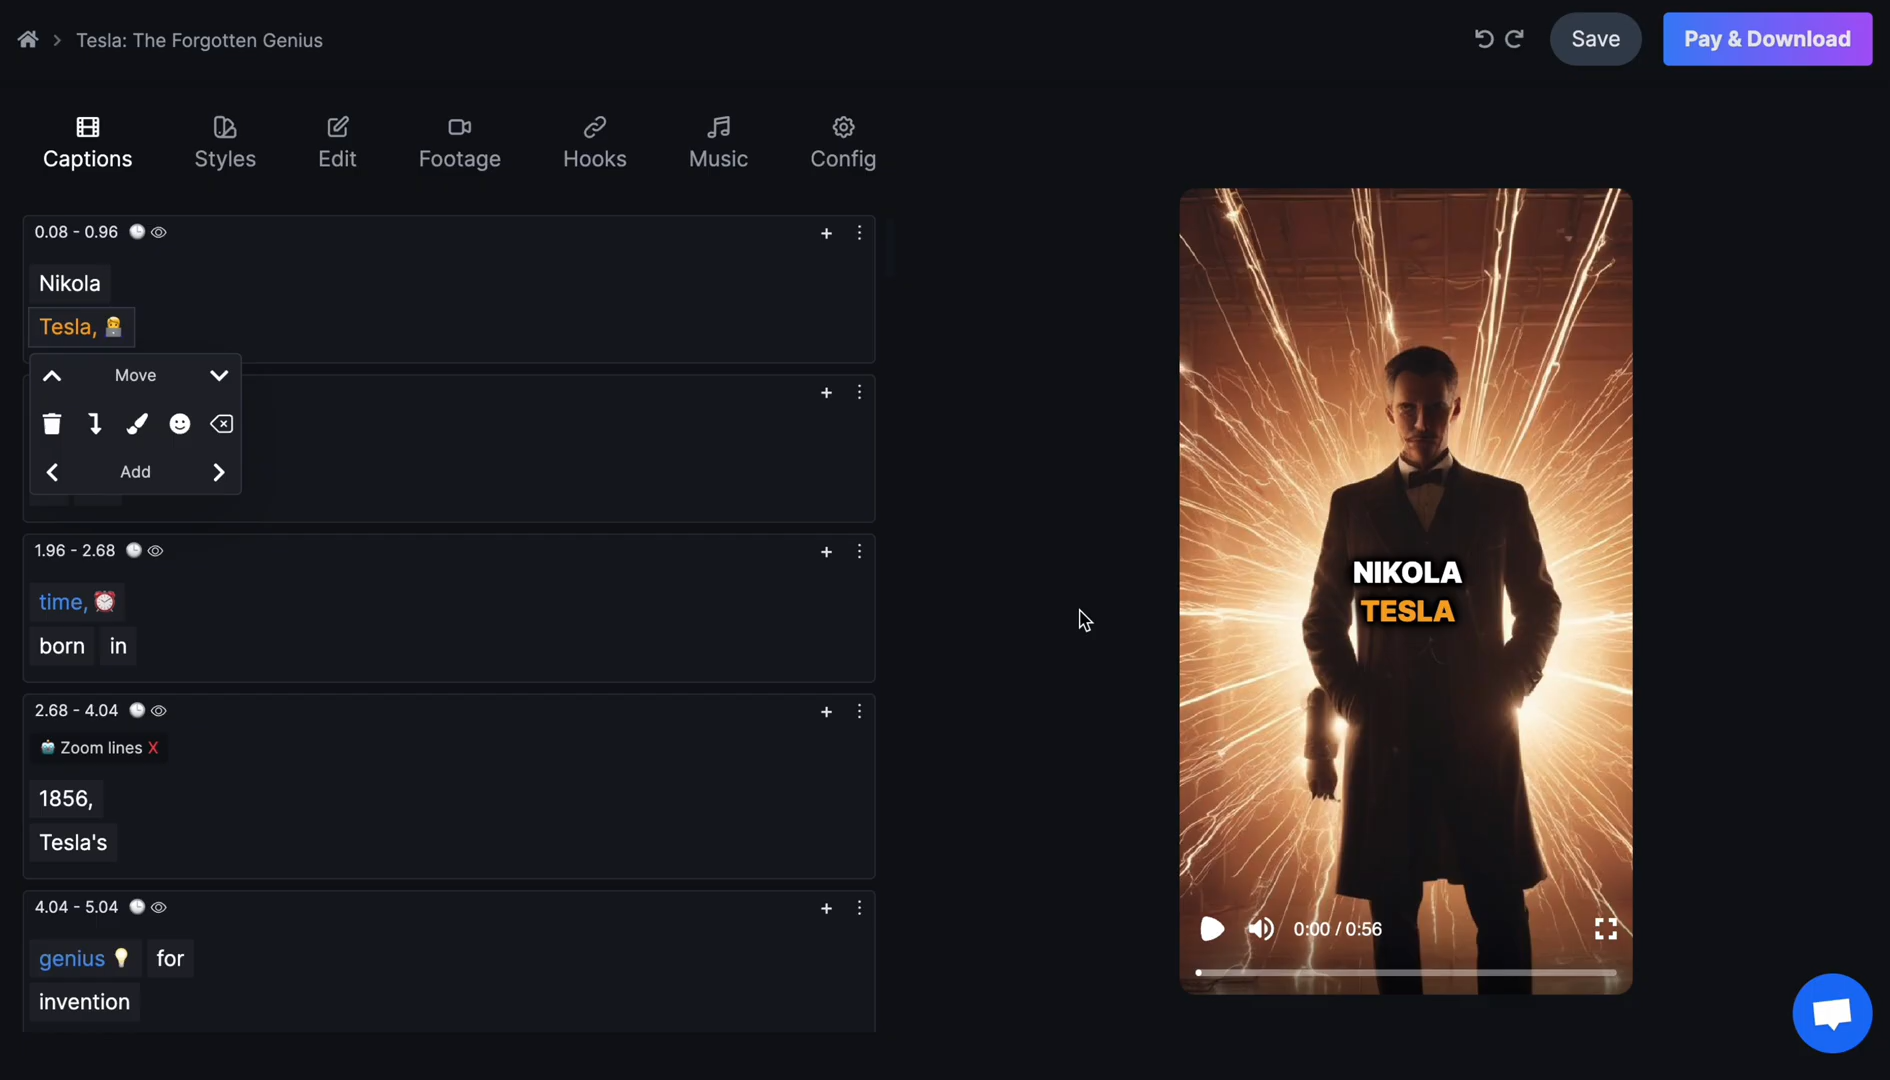 Tesla: The Forgotten Genius
Save
Pay & Download
Captions
Styles
Edit
Footage
Hooks
Music
Config
0.08 - 0.96
Nikola
Tesla,
Move
Add
1.96 - 2.68
time,
born in
2.68 - 4.04
Zoom lines X
1856,
Tesla's
4.04 - 5.04
genius for
invention
NIKOLA
TESLA
0:00 / 0:56